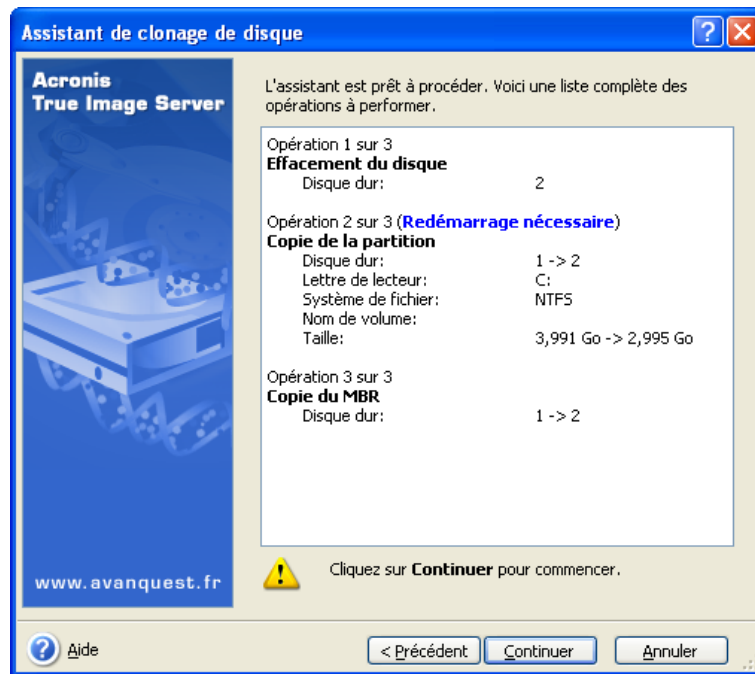 Assistant de clonage de disque
Acronis
True Image Server
L'assistant est prêt à procéder. Voici une liste complète des
opérations à performer.
Opération 1 sur 3
Effacement du disque
Disque dur: 2
Opération 2 sur 3 (Redémarrage nécessaire)
Copie de la partition
Disque dur: 1 -> 2
Lettre de lecteur: C:
Système de fichier: NTFS
Nom de volume:
Taille: 3,991 Go -> 2,995 Go
Opération 3 sur 3
Copie du MBR
Disque dur: 1 -> 2
Cliquez sur Continuer pour commencer.
www.avanquest.fr
Aide
< Précédent
Continuer
Annuler